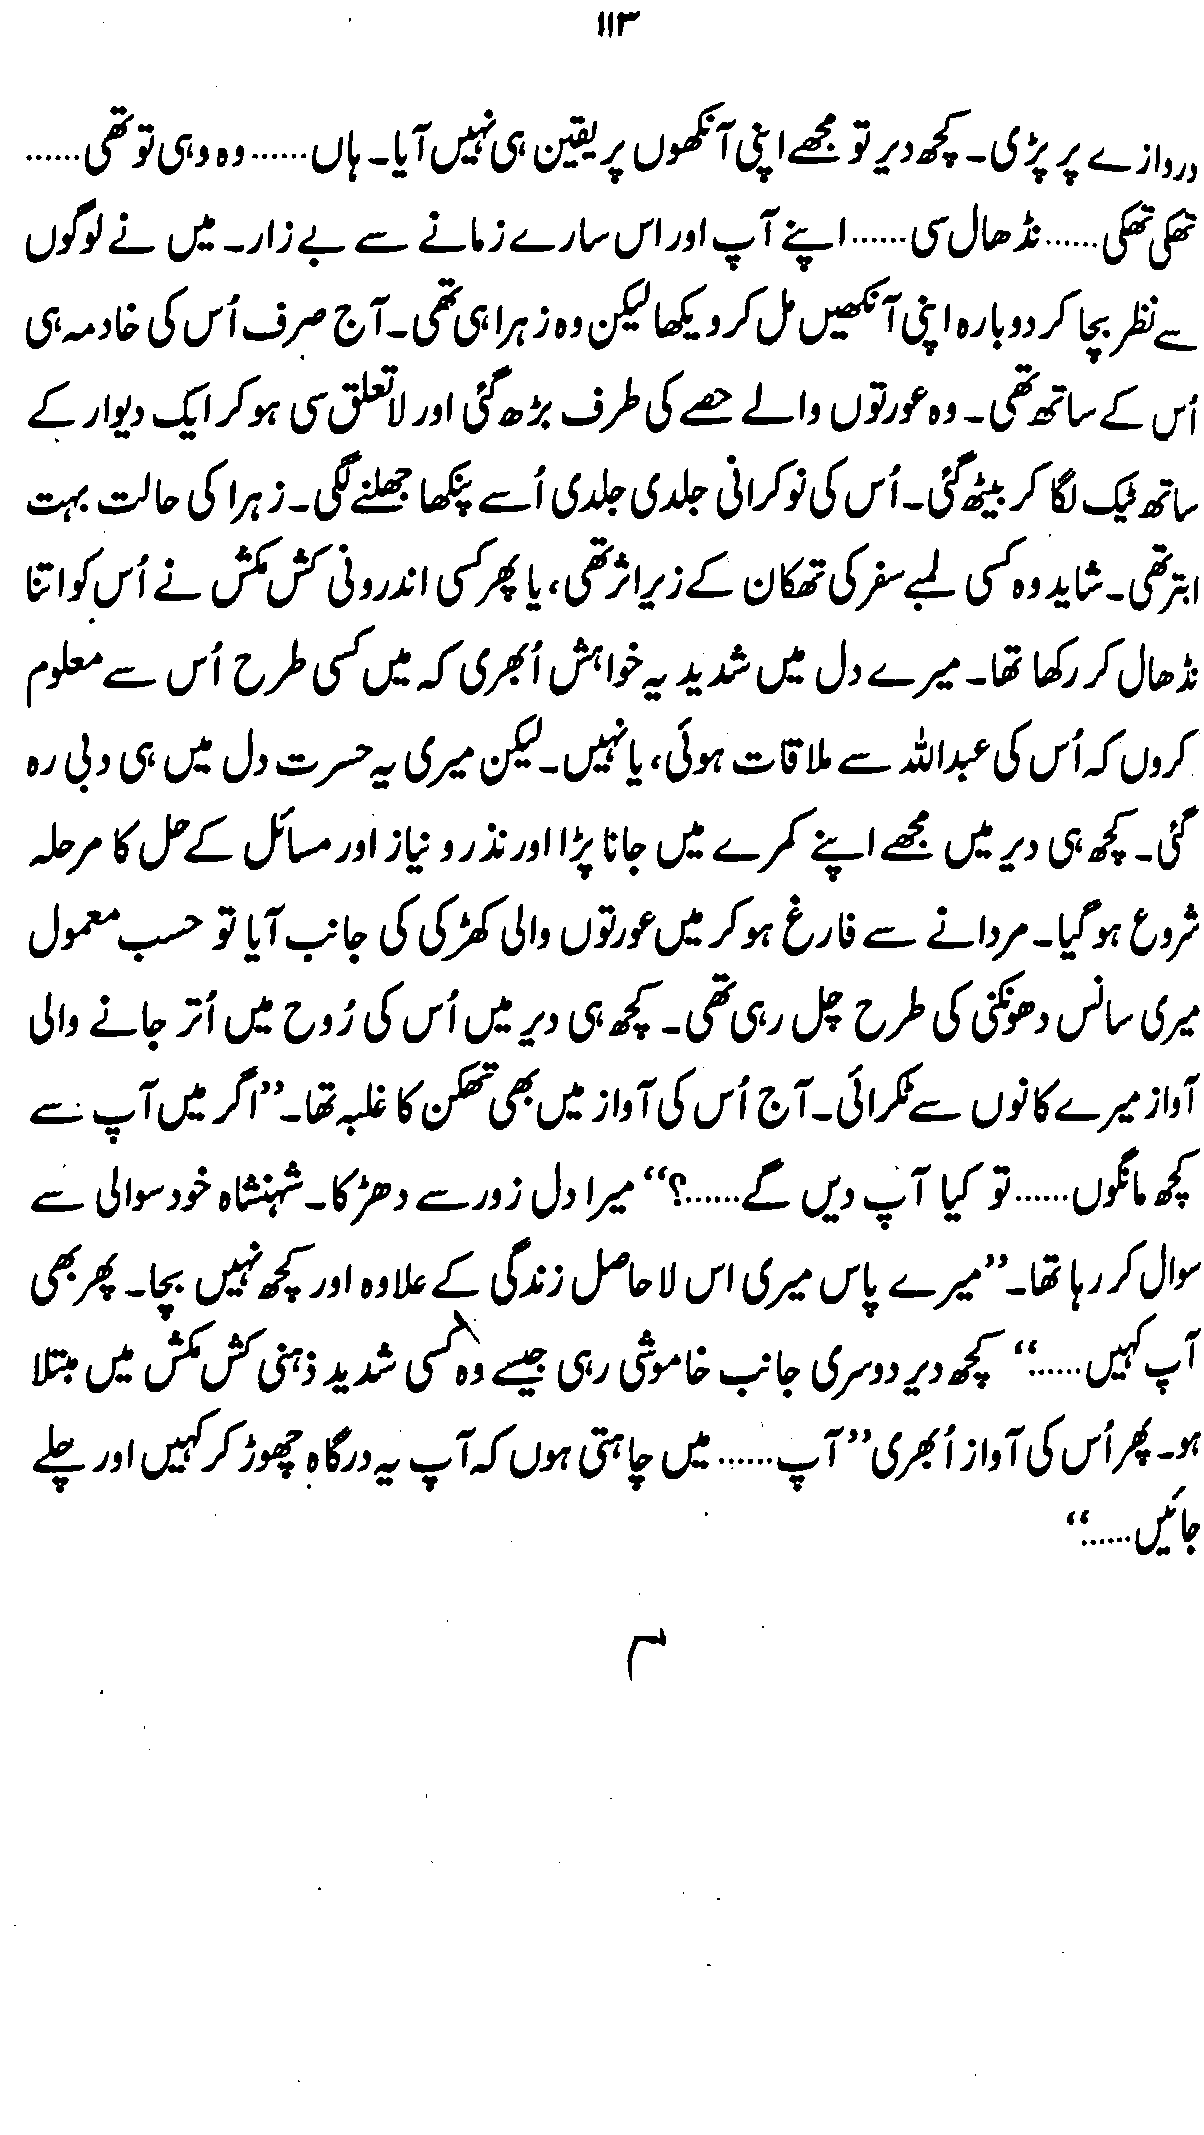 ۱۱۳
دروازے پر پڑی۔ کچھ دیر تو مجھے اپنی آنکھوں پر یقین ہی نہیں آیا۔ ہاں...... وہ وہی تو تھی......
تھکی تھکی...... نڈھال سی...... اپنے آپ اور اس سارے زمانے سے بے زار۔ میں نے لوگوں
سے نظر بچا کر دوبارہ اپنی آنکھیں مل کر دیکھا لیکن وہ زہرا ہی تھی۔ آج صرف اُس کی خادمہ ہی
اُس کے ساتھ تھی۔ وہ عورتوں والے حصے کی طرف بڑھ گئی اور لاتعلق سی ہو کر ایک دیوار کے
ساتھ ٹیک لگا کر بیٹھ گئی۔ اُس کی نوکرانی جلدی جلدی اُسے پنکھا جھلنے لگی۔ زہرا کی حالت بہت
ابتر تھی۔ شاید وہ کسی لمبے سفر کی تھکان کے زیر اثر تھی، یا پھر کسی اندرونی کش مکش نے اُس کو اتنا
نڈھال کر رکھا تھا۔ میرے دل میں شدید یہ خواہش اُبھری کہ میں کسی طرح اُس سے معلوم
کروں کہ اُس کی عبداللہ سے ملاقات ہوئی، یا نہیں۔ لیکن میری یہ حسرت دل میں ہی دبی رہ
گئی۔ کچھ ہی دیر میں مجھے اپنے کمرے میں جانا پڑا اور نذر و نیاز اور مسائل کے حل کا مرحلہ
شروع ہو گیا۔ مردانے سے فارغ ہو کر میں عورتوں والی کھڑکی کی جانب آیا تو حسب معمول
میری سانس دھونکنی کی طرح چل رہی تھی۔ کچھ ہی دیر میں اُس کی رُوح میں اُتر جانے والی
آواز میرے کانوں سے ٹکرائی۔ آج اُس کی آواز میں بھی تھکن کا غلبہ تھا۔ ”اگر میں آپ سے
کچھ مانگوں...... تو کیا آپ دیں گے......؟“ میرا دل زور سے دھڑکا۔ شہنشاہ خود سوالی سے
سوال کر رہا تھا۔ ”میرے پاس میری اس لاحاصل زندگی کے علاوہ اور کچھ نہیں بچا۔ پھر بھی
آپ کہیں......“ کچھ دیر دوسری جانب خاموشی رہی جیسے وہ کسی شدید ذہنی کش مکش میں مبتلا
ہو۔ پھر اُس کی آواز اُبھری ”آپ...... میں چاہتی ہوں کہ آپ یہ درگاہ چھوڑ کر کہیں اور چلے
جائیں......“